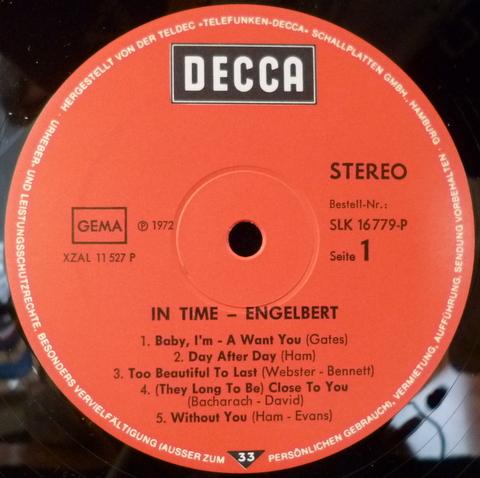 HERGESTELLT VON DER TELDEC »TELEFUNKEN-DECCA« SCHALLPLATTEN GMBH., HAMBURG
URHEBER- UND LEISTUNGSSCHUTZRECHTE. BESONDERS VERVIELFÄLTIGUNG (AUSSER ZUM PERSÖNLICHEN GEBRAUCH), VERMIETUNG, AUFFÜHRUNG, SENDUNG VORBEHALTEN
DECCA
STEREO
Bestell-Nr.:
GEMA ℗ 1972 SLK 16779-P
XZAL 11 527 P Seite 1
IN TIME – ENGELBERT
1. Baby, I'm - A Want You (Gates)
2. Day After Day (Ham)
3. Too Beautiful To Last (Webster - Bennett)
4. (They Long To Be) Close To You
(Bacharach - David)
5. Without You (Ham - Evans)
33